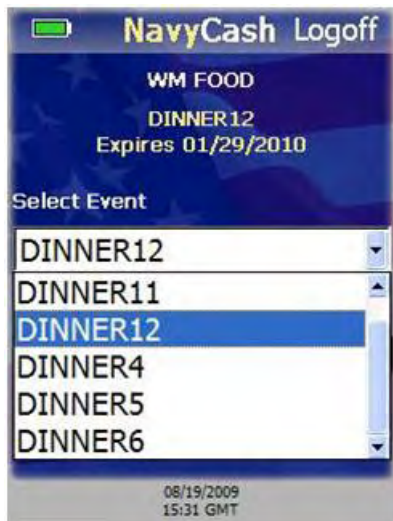 NavyCash Logoff
WM FOOD
DINNER12
Expires 01/29/2010
Select Event
DINNER12
DINNER11
DINNER12
DINNER4
DINNER5
DINNER6
08/19/2009
15:31 GMT